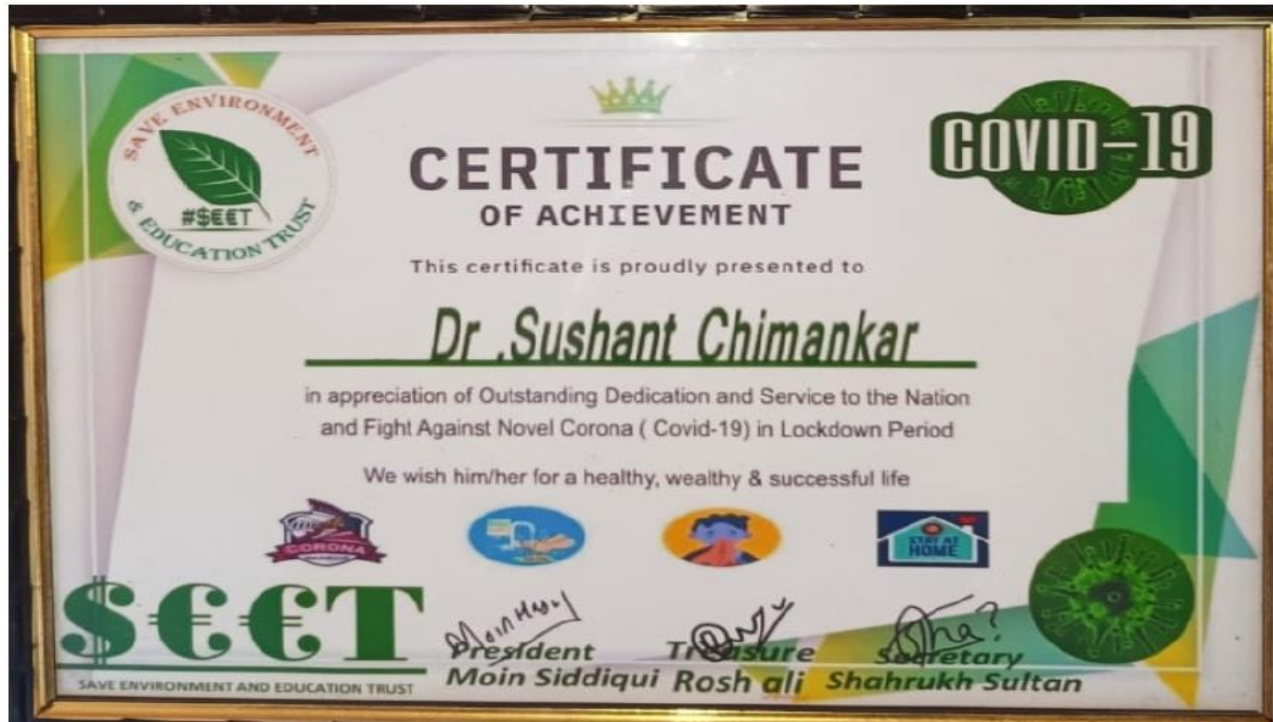 SAVE ENVIRONMENT
& EDUCATION TRUST
#$€€T
COVID-19
CERTIFICATE
OF ACHIEVEMENT
This certificate is proudly presented to
Dr .Sushant Chimankar
in appreciation of Outstanding Dedication and Service to the Nation
and Fight Against Novel Corona ( Covid-19) in Lockdown Period
We wish him/her for a healthy, wealthy & successful life
CORONA
STAY AT
HOME
$€€T
SAVE ENVIRONMENT AND EDUCATION TRUST
President Treasure Secretary
Moin Siddiqui Rosh ali Shahrukh Sultan